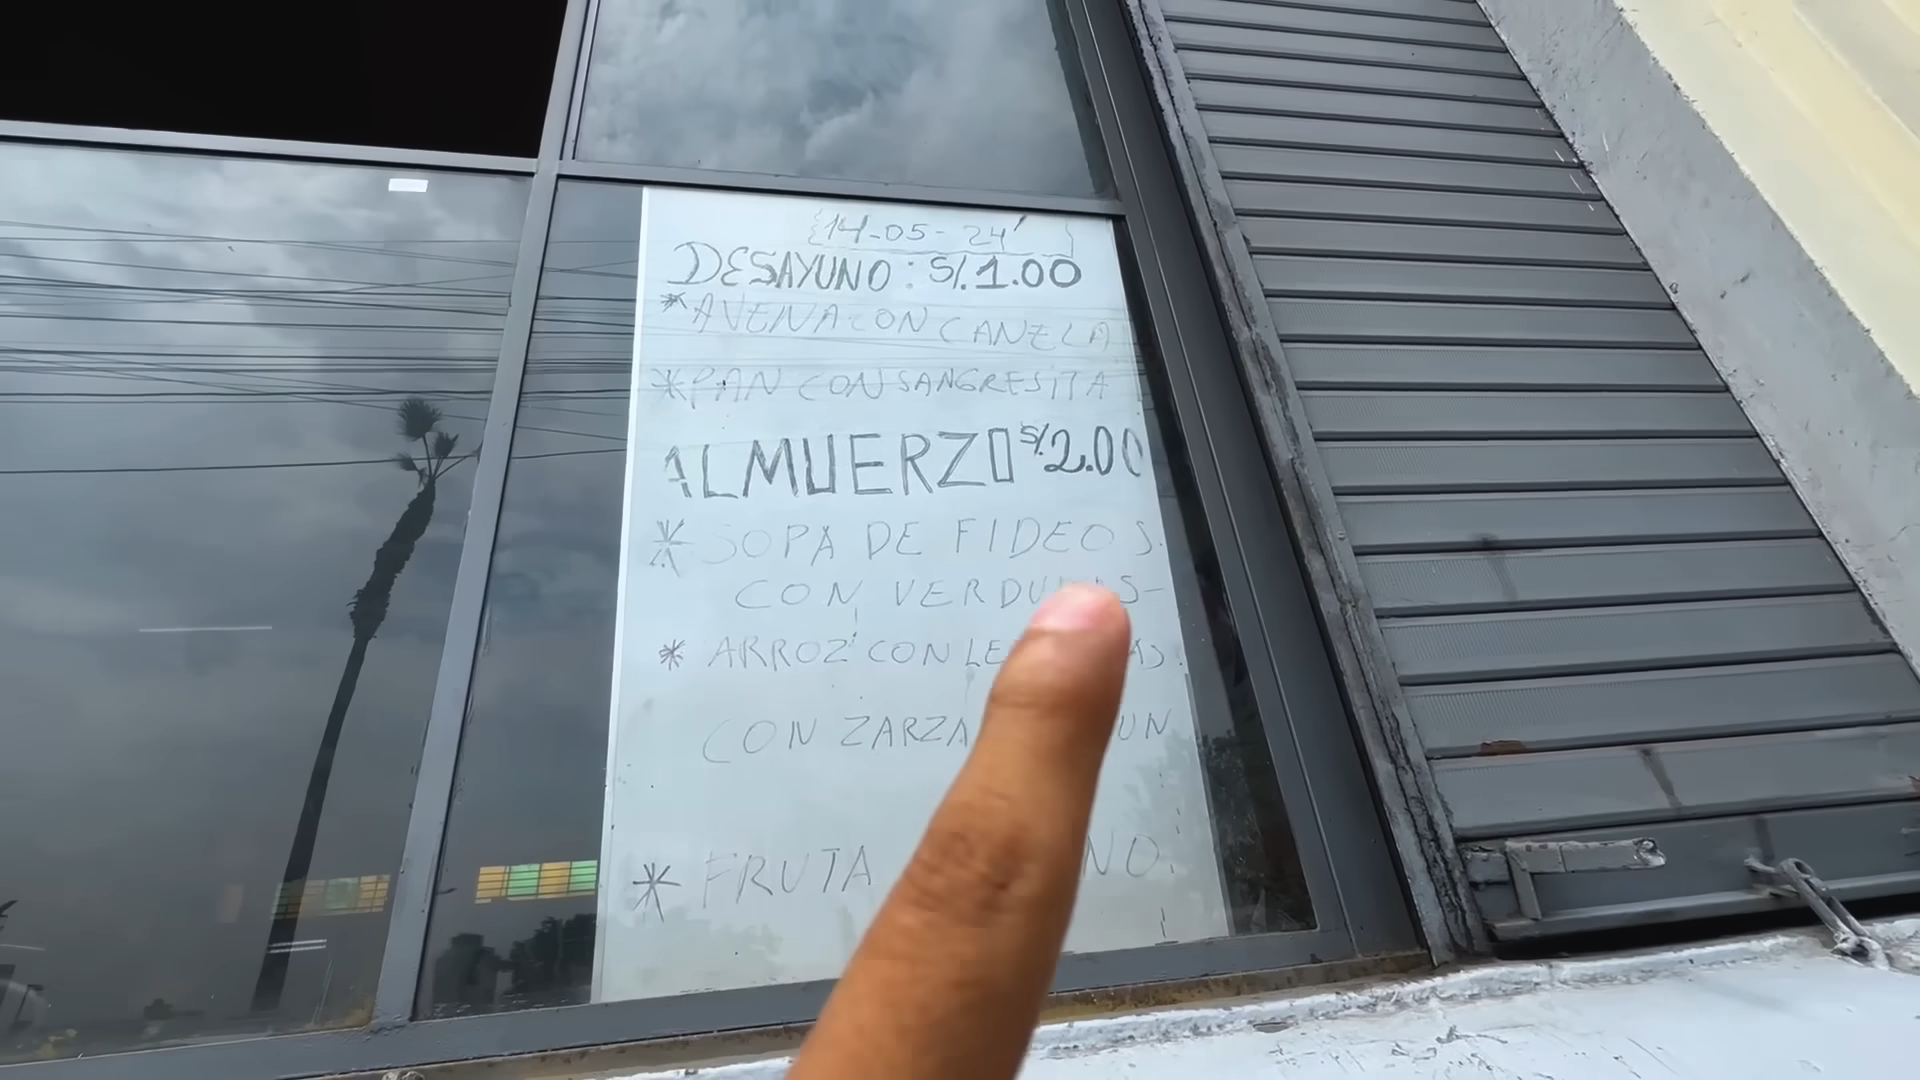 14-05-24'
DESAYUNO: S/.1.00
*AVENA CON CANELA
*PAN CON SANGRESITA
ALMUERZO S/.2.00
*SOPA DE FIDEOS.
CON VERDURAS-
*ARROZ CON
CON ZARZA
*FRUTA